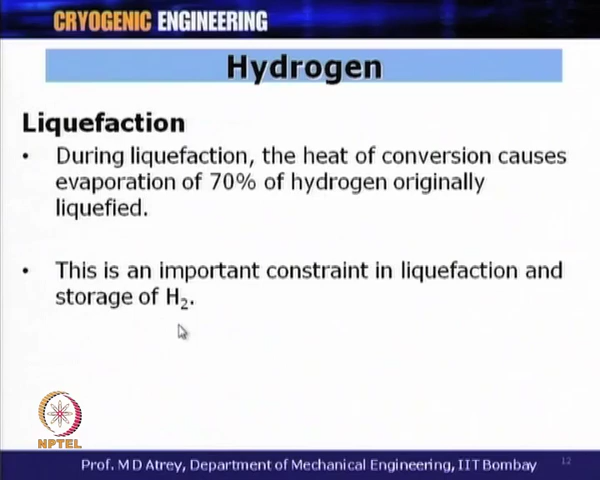 CRYOGENIC ENGINEERING
Hydrogen
Liquefaction
• During liquefaction, the heat of conversion causes
evaporation of 70% of hydrogen originally
liquefied.
• This is an important constraint in liquefaction and
storage of H₂.
NPTEL
Prof. M D Atrey, Department of Mechanical Engineering, IIT Bombay
12